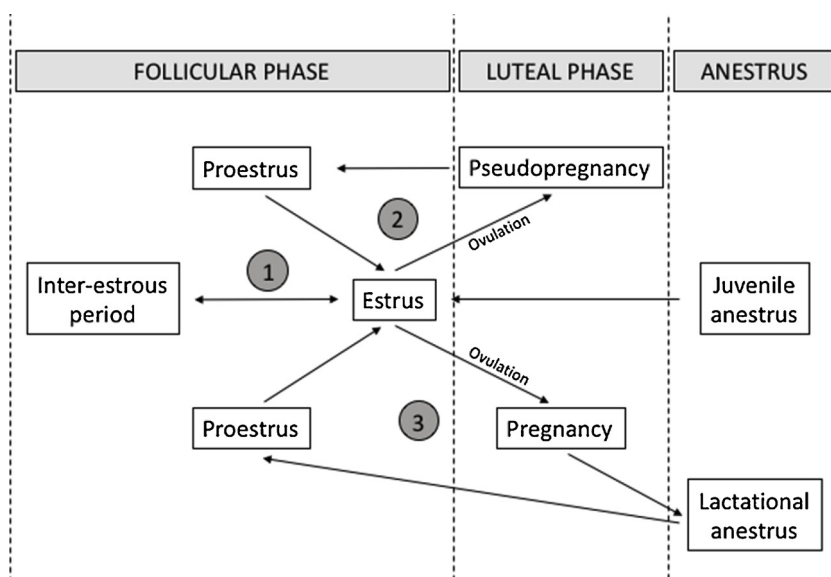 FOLLICULAR PHASE
LUTEAL PHASE
ANESTRUS
Proestrus
Pseudopregnancy
2
Ovulation
1
Inter-estrous
period
Estrus
Juvenile
anestrus
Ovulation
3
Proestrus
Pregnancy
Lactational
anestrus